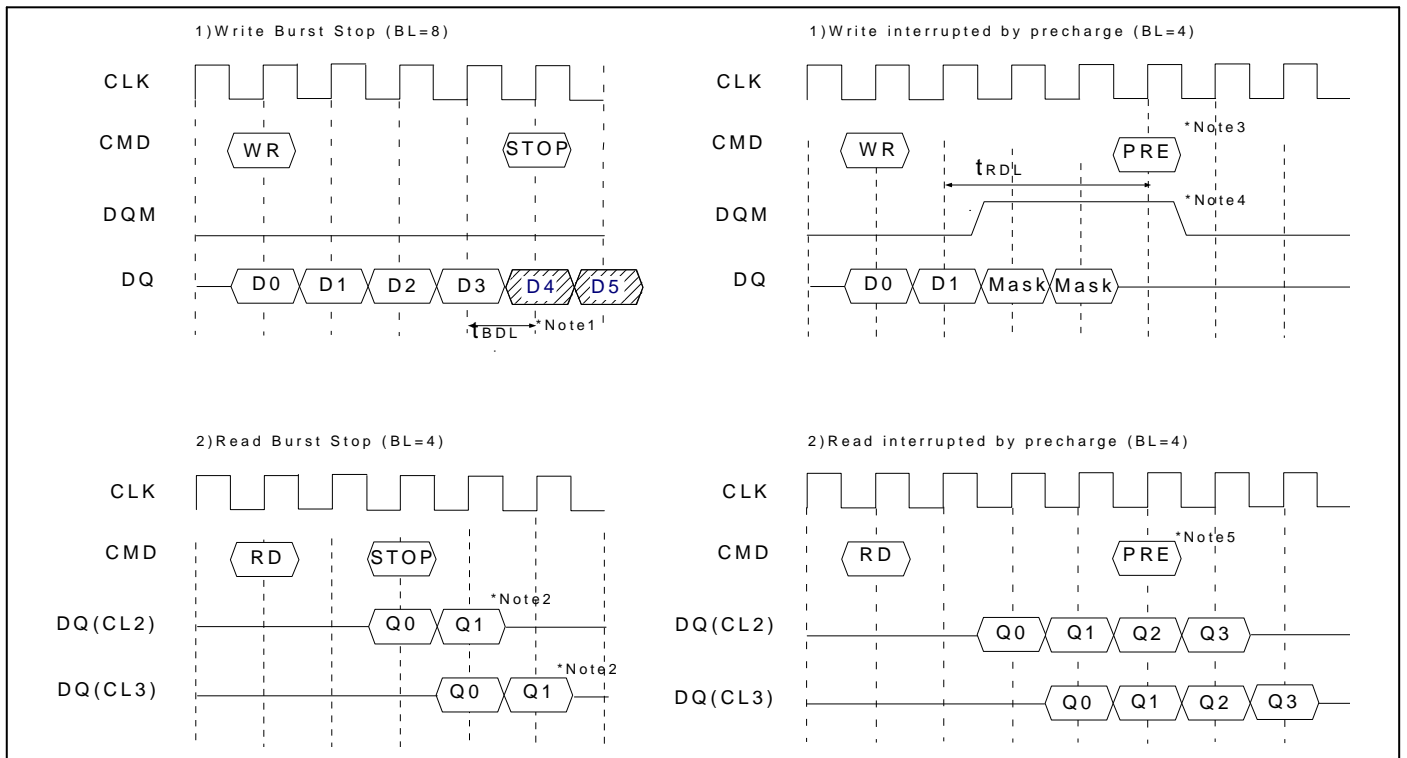 1)Write Burst Stop (BL=8)
CLK
CMD
WR
STOP
DQM
DQ
D0 D1 D2 D3 D4 D5
tBDL *Note1
1)Write interrupted by precharge (BL=4)
CLK
CMD
WR
PRE
*Note3
tRDL
DQM
*Note4
DQ
D0 D1 Mask Mask
2)Read Burst Stop (BL=4)
CLK
CMD
RD
STOP
*Note2
DQ(CL2)
Q0 Q1
*Note2
DQ(CL3)
Q0 Q1
2)Read interrupted by precharge (BL=4)
CLK
CMD
RD
PRE
*Note5
DQ(CL2)
Q0 Q1 Q2 Q3
DQ(CL3)
Q0 Q1 Q2 Q3